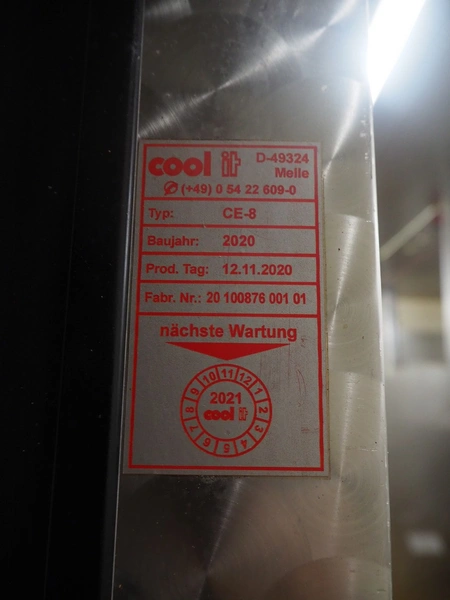 cool it D-49324
Melle
✆ (+49) 0 54 22 609-0
Typ: CE-8
Baujahr: 2020
Prod. Tag: 12.11.2020
Fabr. Nr.: 20 100876 001 01
nächste Wartung
10 11 12 1 2 3 4 5 6 7 8 9
2021
cool it